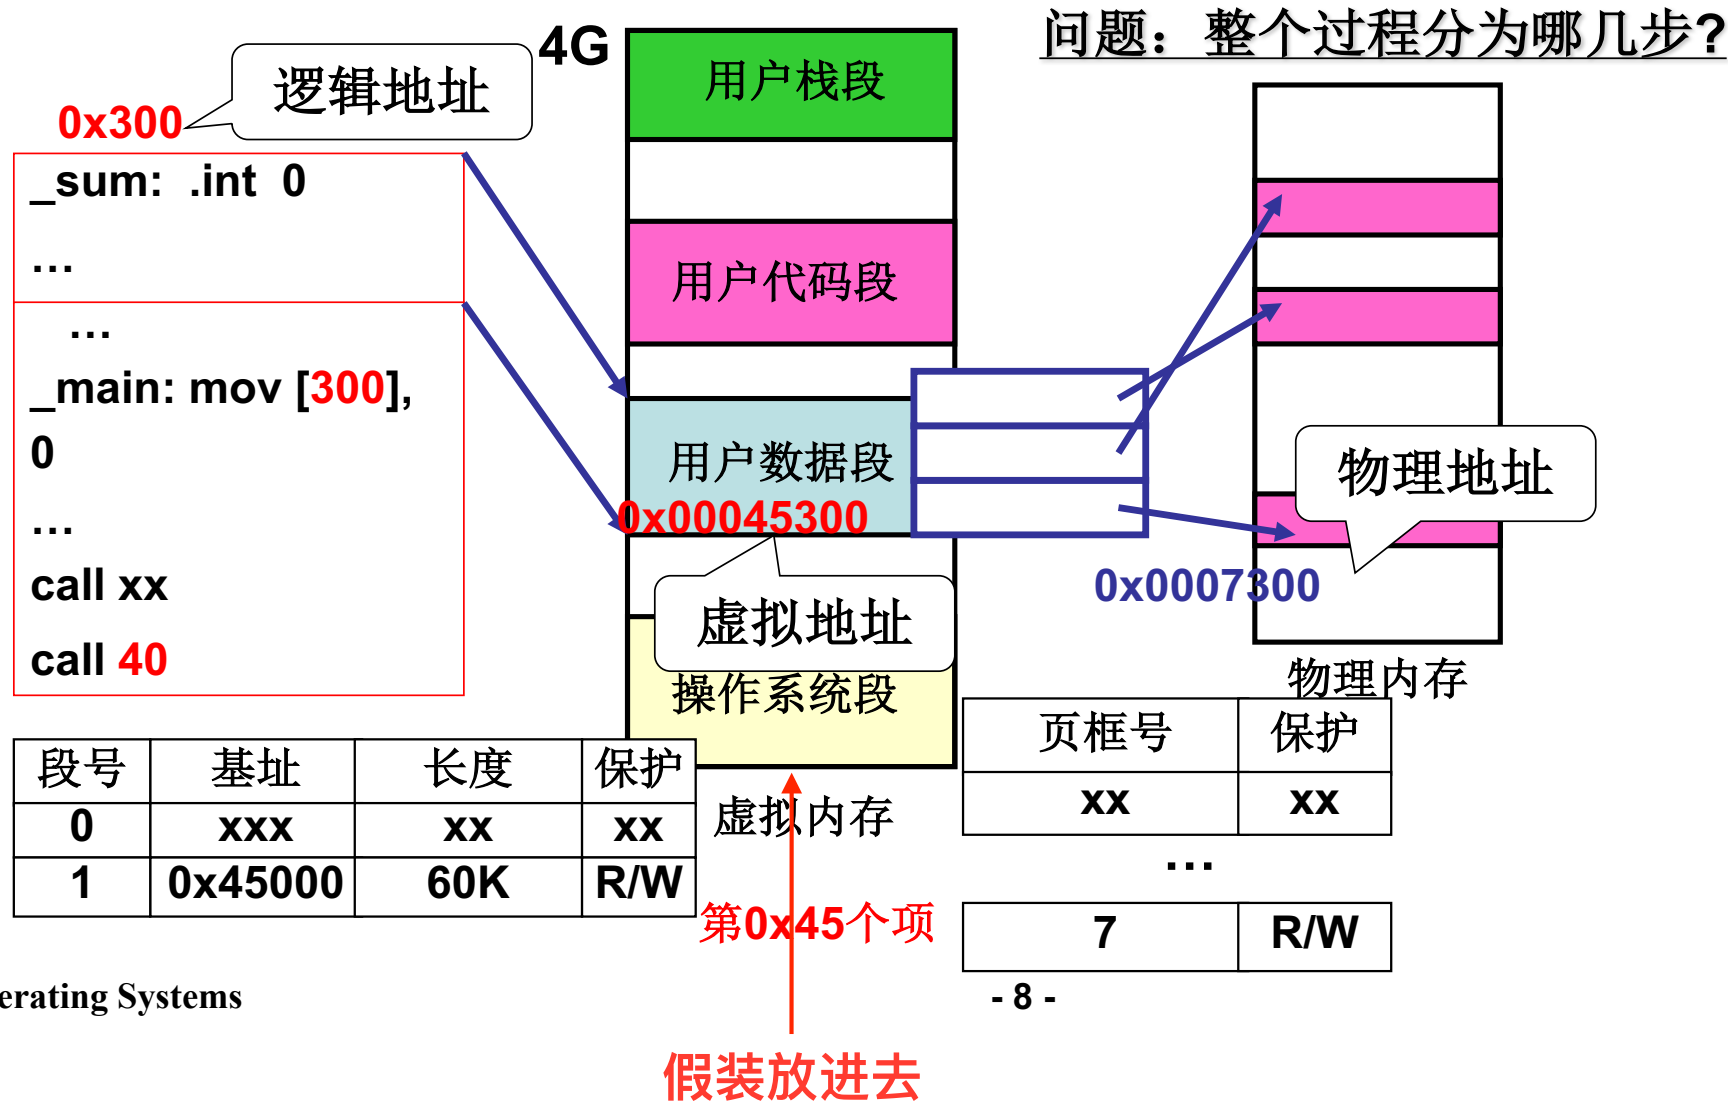 问题：整个过程分为哪几步?
4G
用户栈段
逻辑地址
0x300
_sum: .int 0
…
…
_main: mov [300],
0
…
call xx
call 40
用户代码段
用户数据段
0x00045300
虚拟地址
操作系统段
虚拟内存
物理地址
0x0007300
物理内存
段号 基址 长度 保护
0 xxx xx xx
1 0x45000 60K R/W
第0x45个项
页框号 保护
xx xx
…
7 R/W
erating Systems
- 8 -
假装放进去